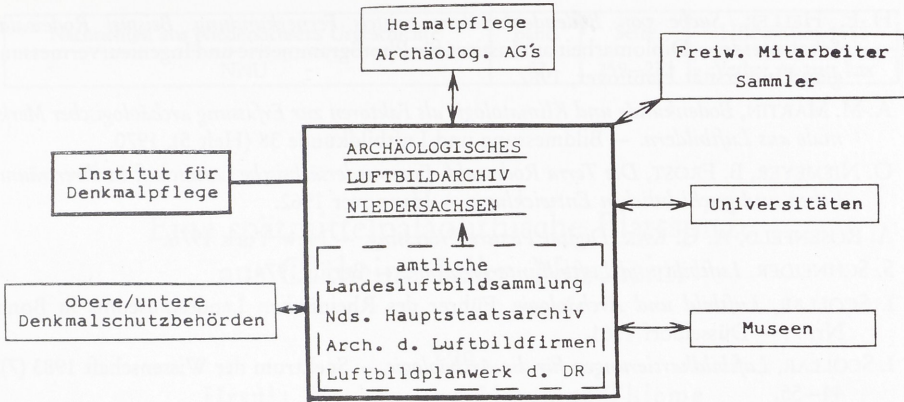 Heimatpflege
Archäolog. AG's
Freiw. Mitarbeiter
Sammler
ARCHÄOLOGISCHES
LUFTBILDARCHIV
NIEDERSACHSEN
Institut für
Denkmalpflege
Universitäten
amtliche
Landesluftbildsammlung
Nds. Hauptstaatsarchiv
Arch. d. Luftbildfirmen
Luftbildplanwerk d. DR
obere/untere
Denkmalschutzbehörden
Museen